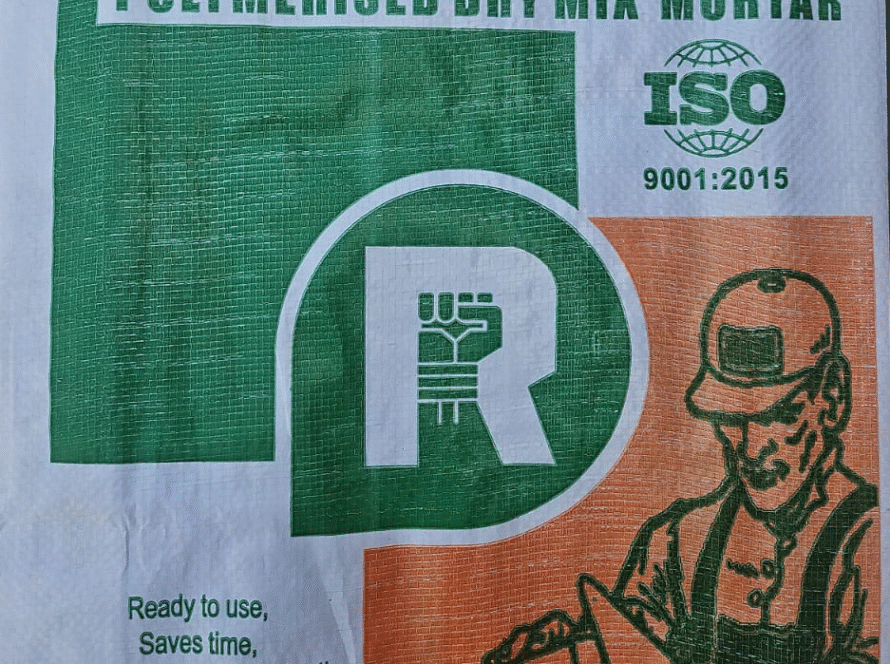 POLYMERISED DRY MIX MORTAR
ISO
9001:2015
R
Ready to use,
Saves time,